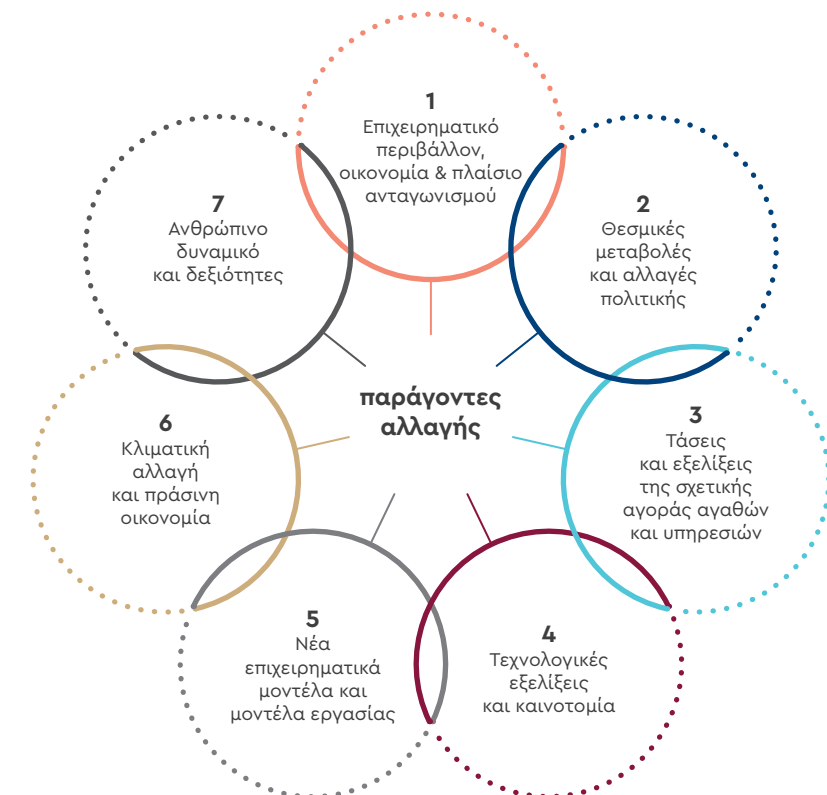 1
Επιχειρηματικό
περιβάλλον,
οικονομία & πλαίσιο
ανταγωνισμού
2
Θεσμικές
μεταβολές
και αλλαγές
πολιτικής
3
Τάσεις
και εξελίξεις
της σχετικής
αγοράς αγαθών
και υπηρεσιών
4
Τεχνολογικές
εξελίξεις
και καινοτομία
5
Νέα
επιχειρηματικά
μοντέλα και
μοντέλα εργασίας
6
Κλιματική
αλλαγή
και πράσινη
οικονομία
7
Ανθρώπινο
δυναμικό
και δεξιότητες
παράγοντες
αλλαγής